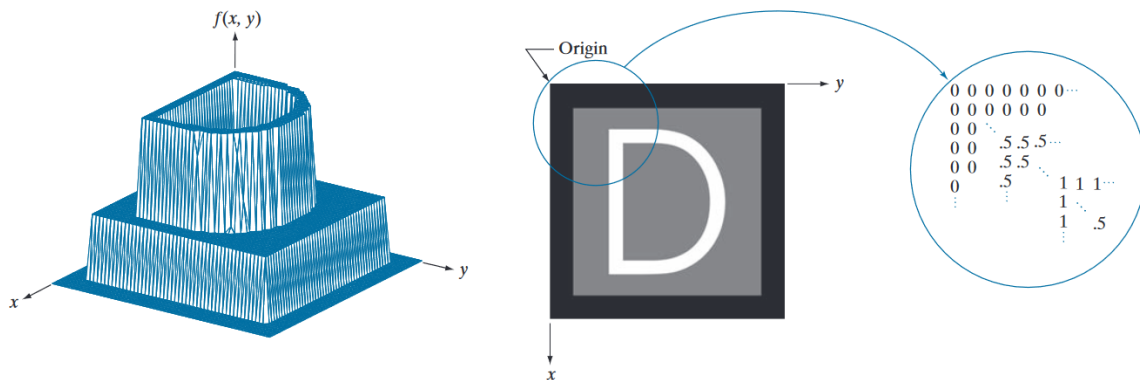 f(x, y)
x
y
Origin
y
x
D
0 0 0 0 0 0 0 ...
0 0 0 0 0 0
0 0 ⋱ .5 .5 .5 ...
0 0 .5 .5 ⋱
0 0 .5 1 1 1 ...
0 ⋮ 1 ⋱
⋮ 1 .5
⋮